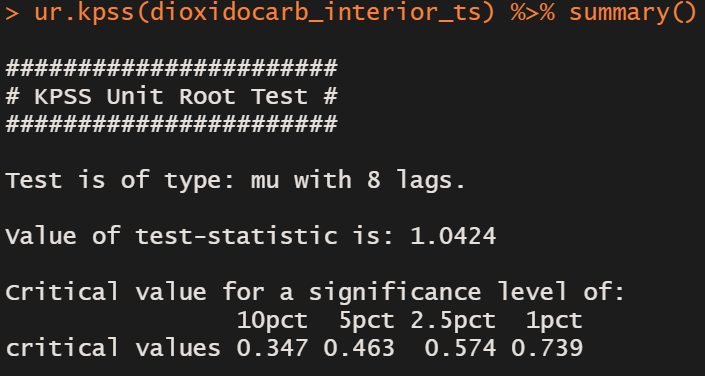 > ur.kpss(dioxidocarb_interior_ts) %>% summary()
#######################
# KPSS Unit Root Test #
#######################
Test is of type: mu with 8 lags.
Value of test-statistic is: 1.0424
Critical value for a significance level of:
                10pct  5pct 2.5pct  1pct
critical values 0.347 0.463  0.574 0.739